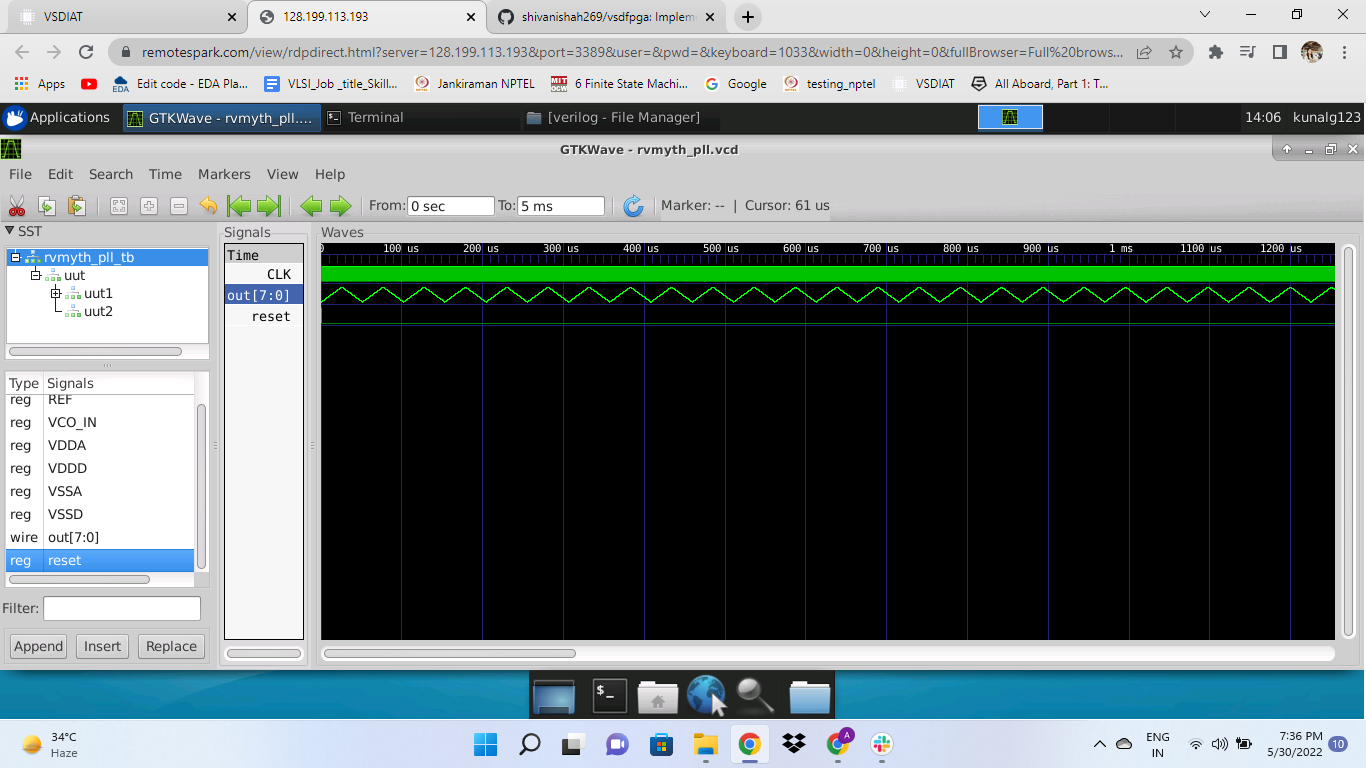 VSDIAT
128.199.113.193
shivanishah269/vsdfpga: Implem
remotespark.com/view/rdpdirect.html?server=128.199.113.193&port=3389&user=&pwd=&keyboard=1033&width=0&height=0&fullBrowser=Full%20brows...
Apps
EDA
Edit code - EDA Pla...
VLSI_Job _title_Skill...
Jankiraman NPTEL
MIT OCW
6 Finite State Machi...
Google
testing_nptel
VSDIAT
All Aboard, Part 1: T...
Applications
GTKWave - rvmyth_pll....
Terminal
[verilog - File Manager]
14:06
kunalg123
GTKWave - rvmyth_pll.vcd
File Edit Search Time Markers View Help
From: 0 sec To: 5 ms Marker: -- | Cursor: 61 us
SST
rvmyth_pll_tb
uut
uut1
uut2
Type Signals
reg REF
reg VCO_IN
reg VDDA
reg VDDD
reg VSSA
reg VSSD
wire out[7:0]
reg reset
Filter:
Append Insert Replace
Signals
Time
CLK
out[7:0]
reset
Waves
0 100 us 200 us 300 us 400 us 500 us 600 us 700 us 800 us 900 us 1 ms 1100 us 1200 us
$_
34°C
Haze
A
ENG
IN
7:36 PM
5/30/2022
10